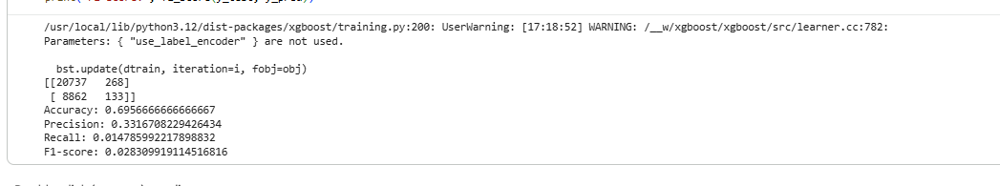 /usr/local/lib/python3.12/dist-packages/xgboost/training.py:200: UserWarning: [17:18:52] WARNING: /__w/xgboost/xgboost/src/learner.cc:782:
Parameters: { "use_label_encoder" } are not used.
  bst.update(dtrain, iteration=i, fobj=obj)
[[20737   268]
 [ 8862   133]]
Accuracy: 0.6956666666666667
Precision: 0.3316708229426434
Recall: 0.014785992217898832
F1-score: 0.028309919114516816